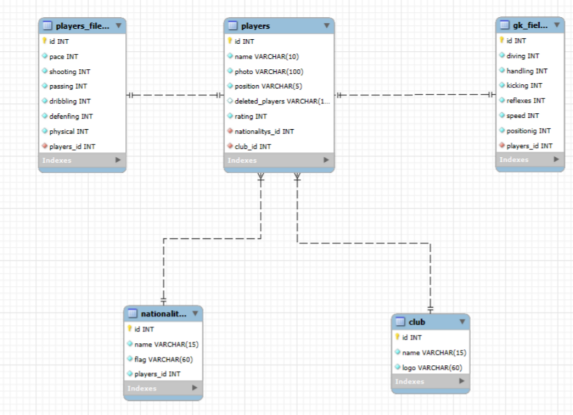 players_file...
id INT
pace INT
shooting INT
passing INT
dribbling INT
defenfing INT
physical INT
players_id INT
Indexes
players
id INT
name VARCHAR(10)
photo VARCHAR(100)
position VARCHAR(5)
deleted_players VARCHAR(1...
rating INT
nationalitys_id INT
club_id INT
Indexes
gk_fiel...
id INT
diving INT
handling INT
kicking INT
reflexes INT
speed INT
positionig INT
players_id INT
Indexes
nationalit...
id INT
name VARCHAR(15)
flag VARCHAR(60)
players_id INT
Indexes
club
id INT
name VARCHAR(15)
logo VARCHAR(60)
Indexes